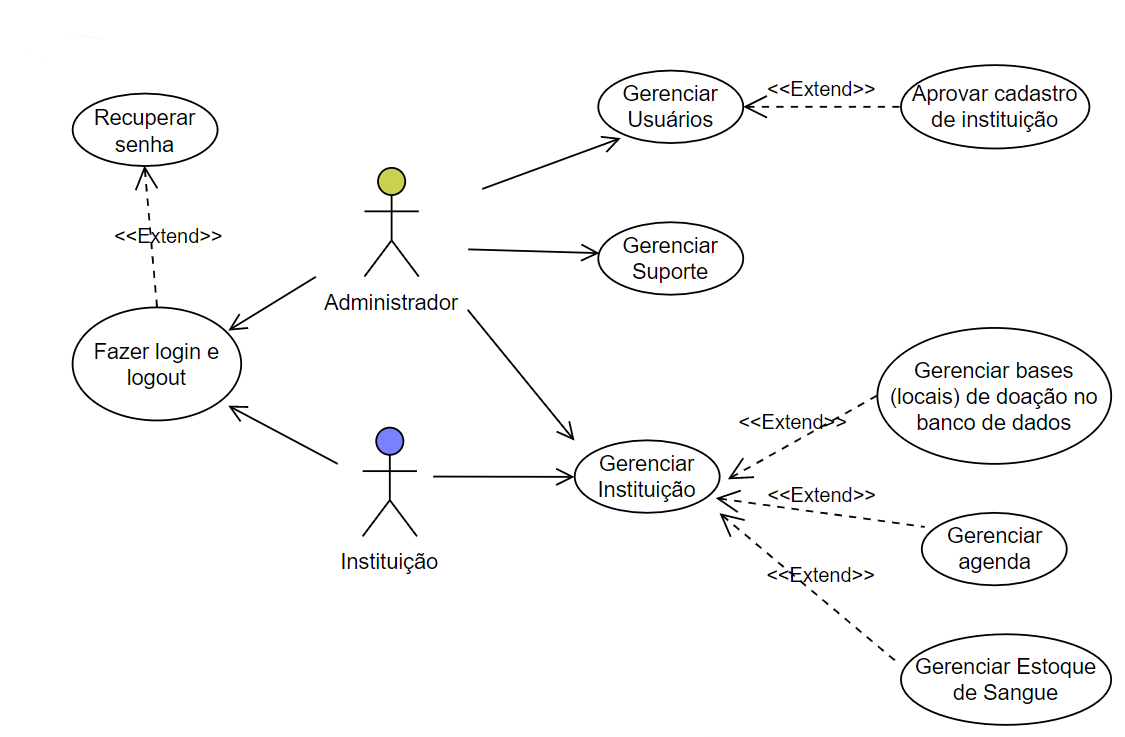 Recuperar
senha
<<Extend>>
Fazer login e
logout
Administrador
Instituição
Gerenciar
Usuários
<<Extend>>
Aprovar cadastro
de instituição
Gerenciar
Suporte
Gerenciar
Instituição
<<Extend>>
Gerenciar bases
(locais) de doação no
banco de dados
<<Extend>>
Gerenciar
agenda
<<Extend>>
Gerenciar Estoque
de Sangue